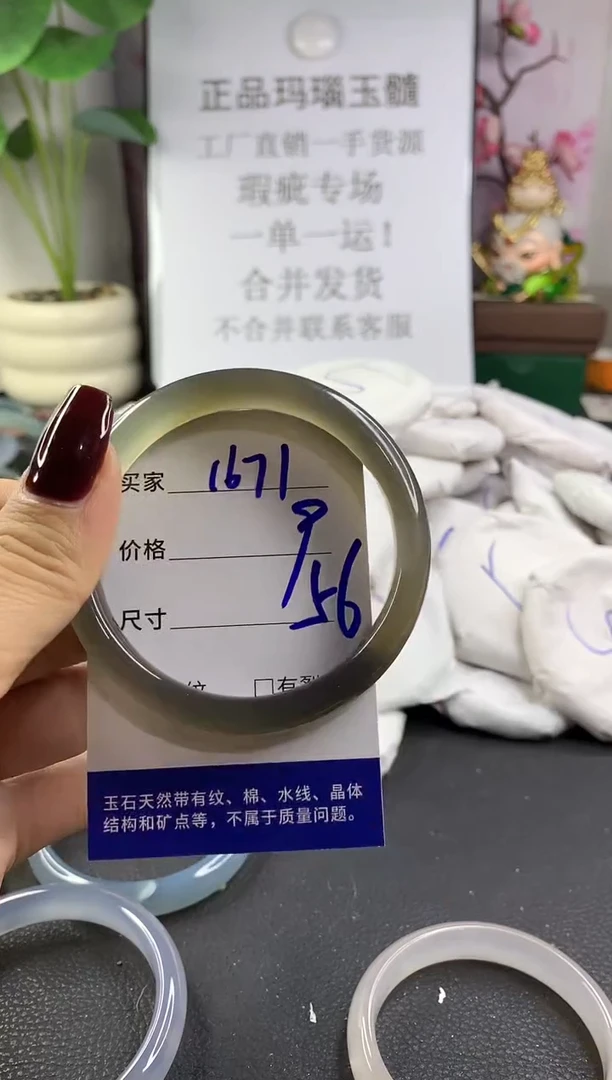 正品玛瑙玉髓
工厂直销一手货源
瑕疵专场
一单一运!
合并发货
不合并联系客服
买家 1671
价格 9
尺寸 56
纹 □有裂
玉石天然带有纹、棉、水线、晶体
结构和矿点等，不属于质量问题。